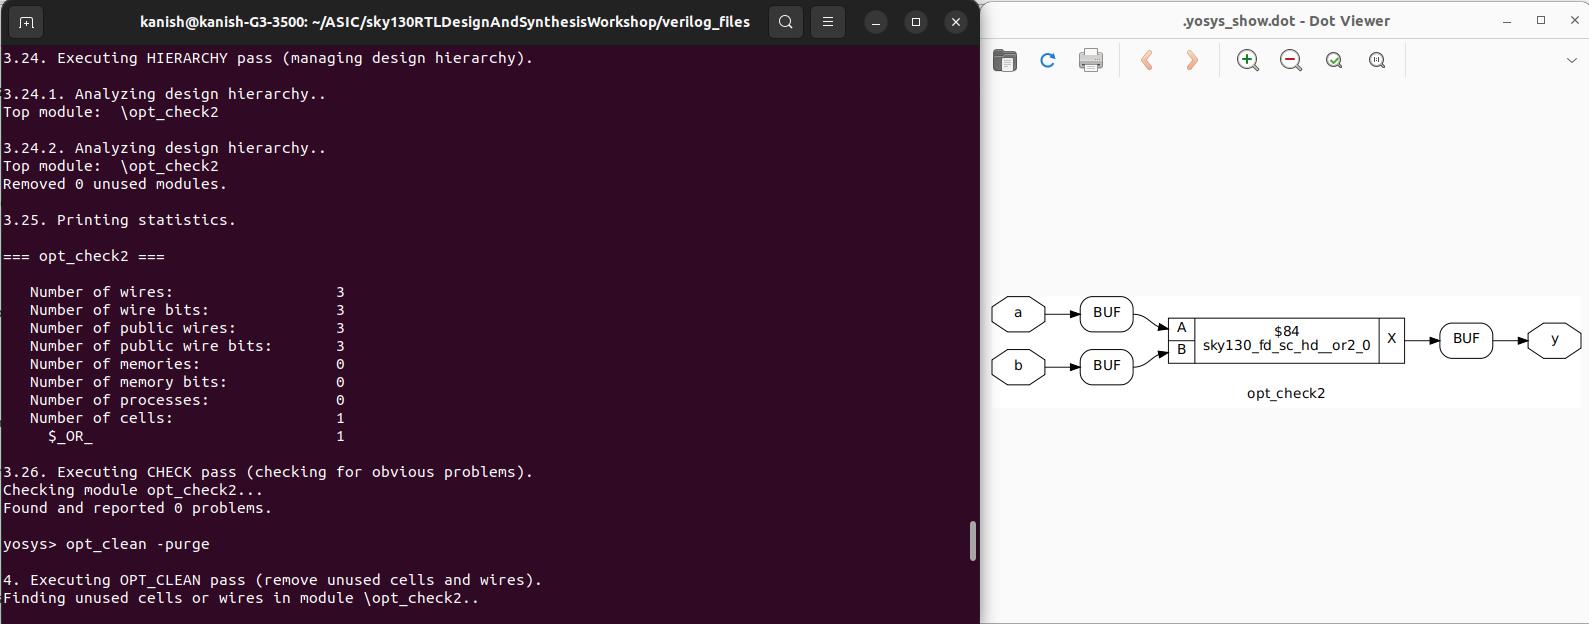 kanish@kanish-G3-3500: ~/ASIC/sky130RTLDesignAndSynthesisWorkshop/verilog_files
3.24. Executing HIERARCHY pass (managing design hierarchy).
3.24.1. Analyzing design hierarchy..
Top module:  \opt_check2
3.24.2. Analyzing design hierarchy..
Top module:  \opt_check2
Removed 0 unused modules.
3.25. Printing statistics.
=== opt_check2 ===
Number of wires: 3
Number of wire bits: 3
Number of public wires: 3
Number of public wire bits: 3
Number of memories: 0
Number of memory bits: 0
Number of processes: 0
Number of cells: 1
$_OR_ 1
3.26. Executing CHECK pass (checking for obvious problems).
Checking module opt_check2...
Found and reported 0 problems.
yosys> opt_clean -purge
4. Executing OPT_CLEAN pass (remove unused cells and wires).
Finding unused cells or wires in module \opt_check2..
.yosys_show.dot - Dot Viewer
a
BUF
b
BUF
A
B
$84
sky130_fd_sc_hd__or2_0
X
BUF
y
opt_check2